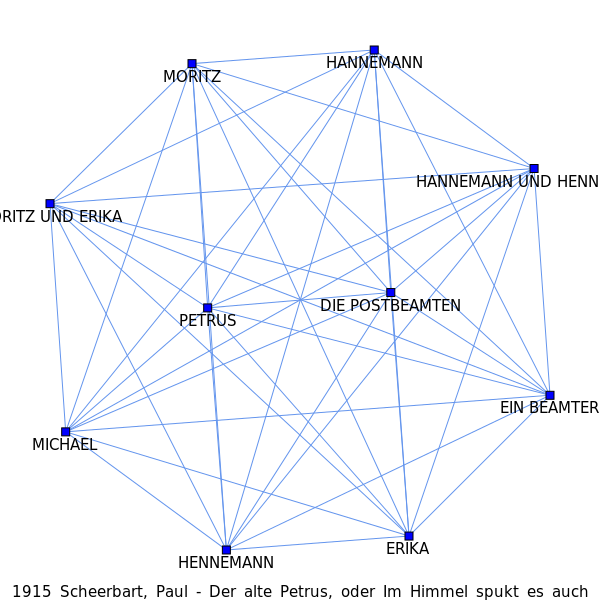 HANNEMANN
MORITZ
HANNEMANN UND HENN
ORITZ UND ERIKA
DIE POSTBEAMTEN
PETRUS
EIN BEAMTER
MICHAEL
ERIKA
HENNEMANN
1915 Scheerbart, Paul - Der alte Petrus, oder Im Himmel spukt es auch